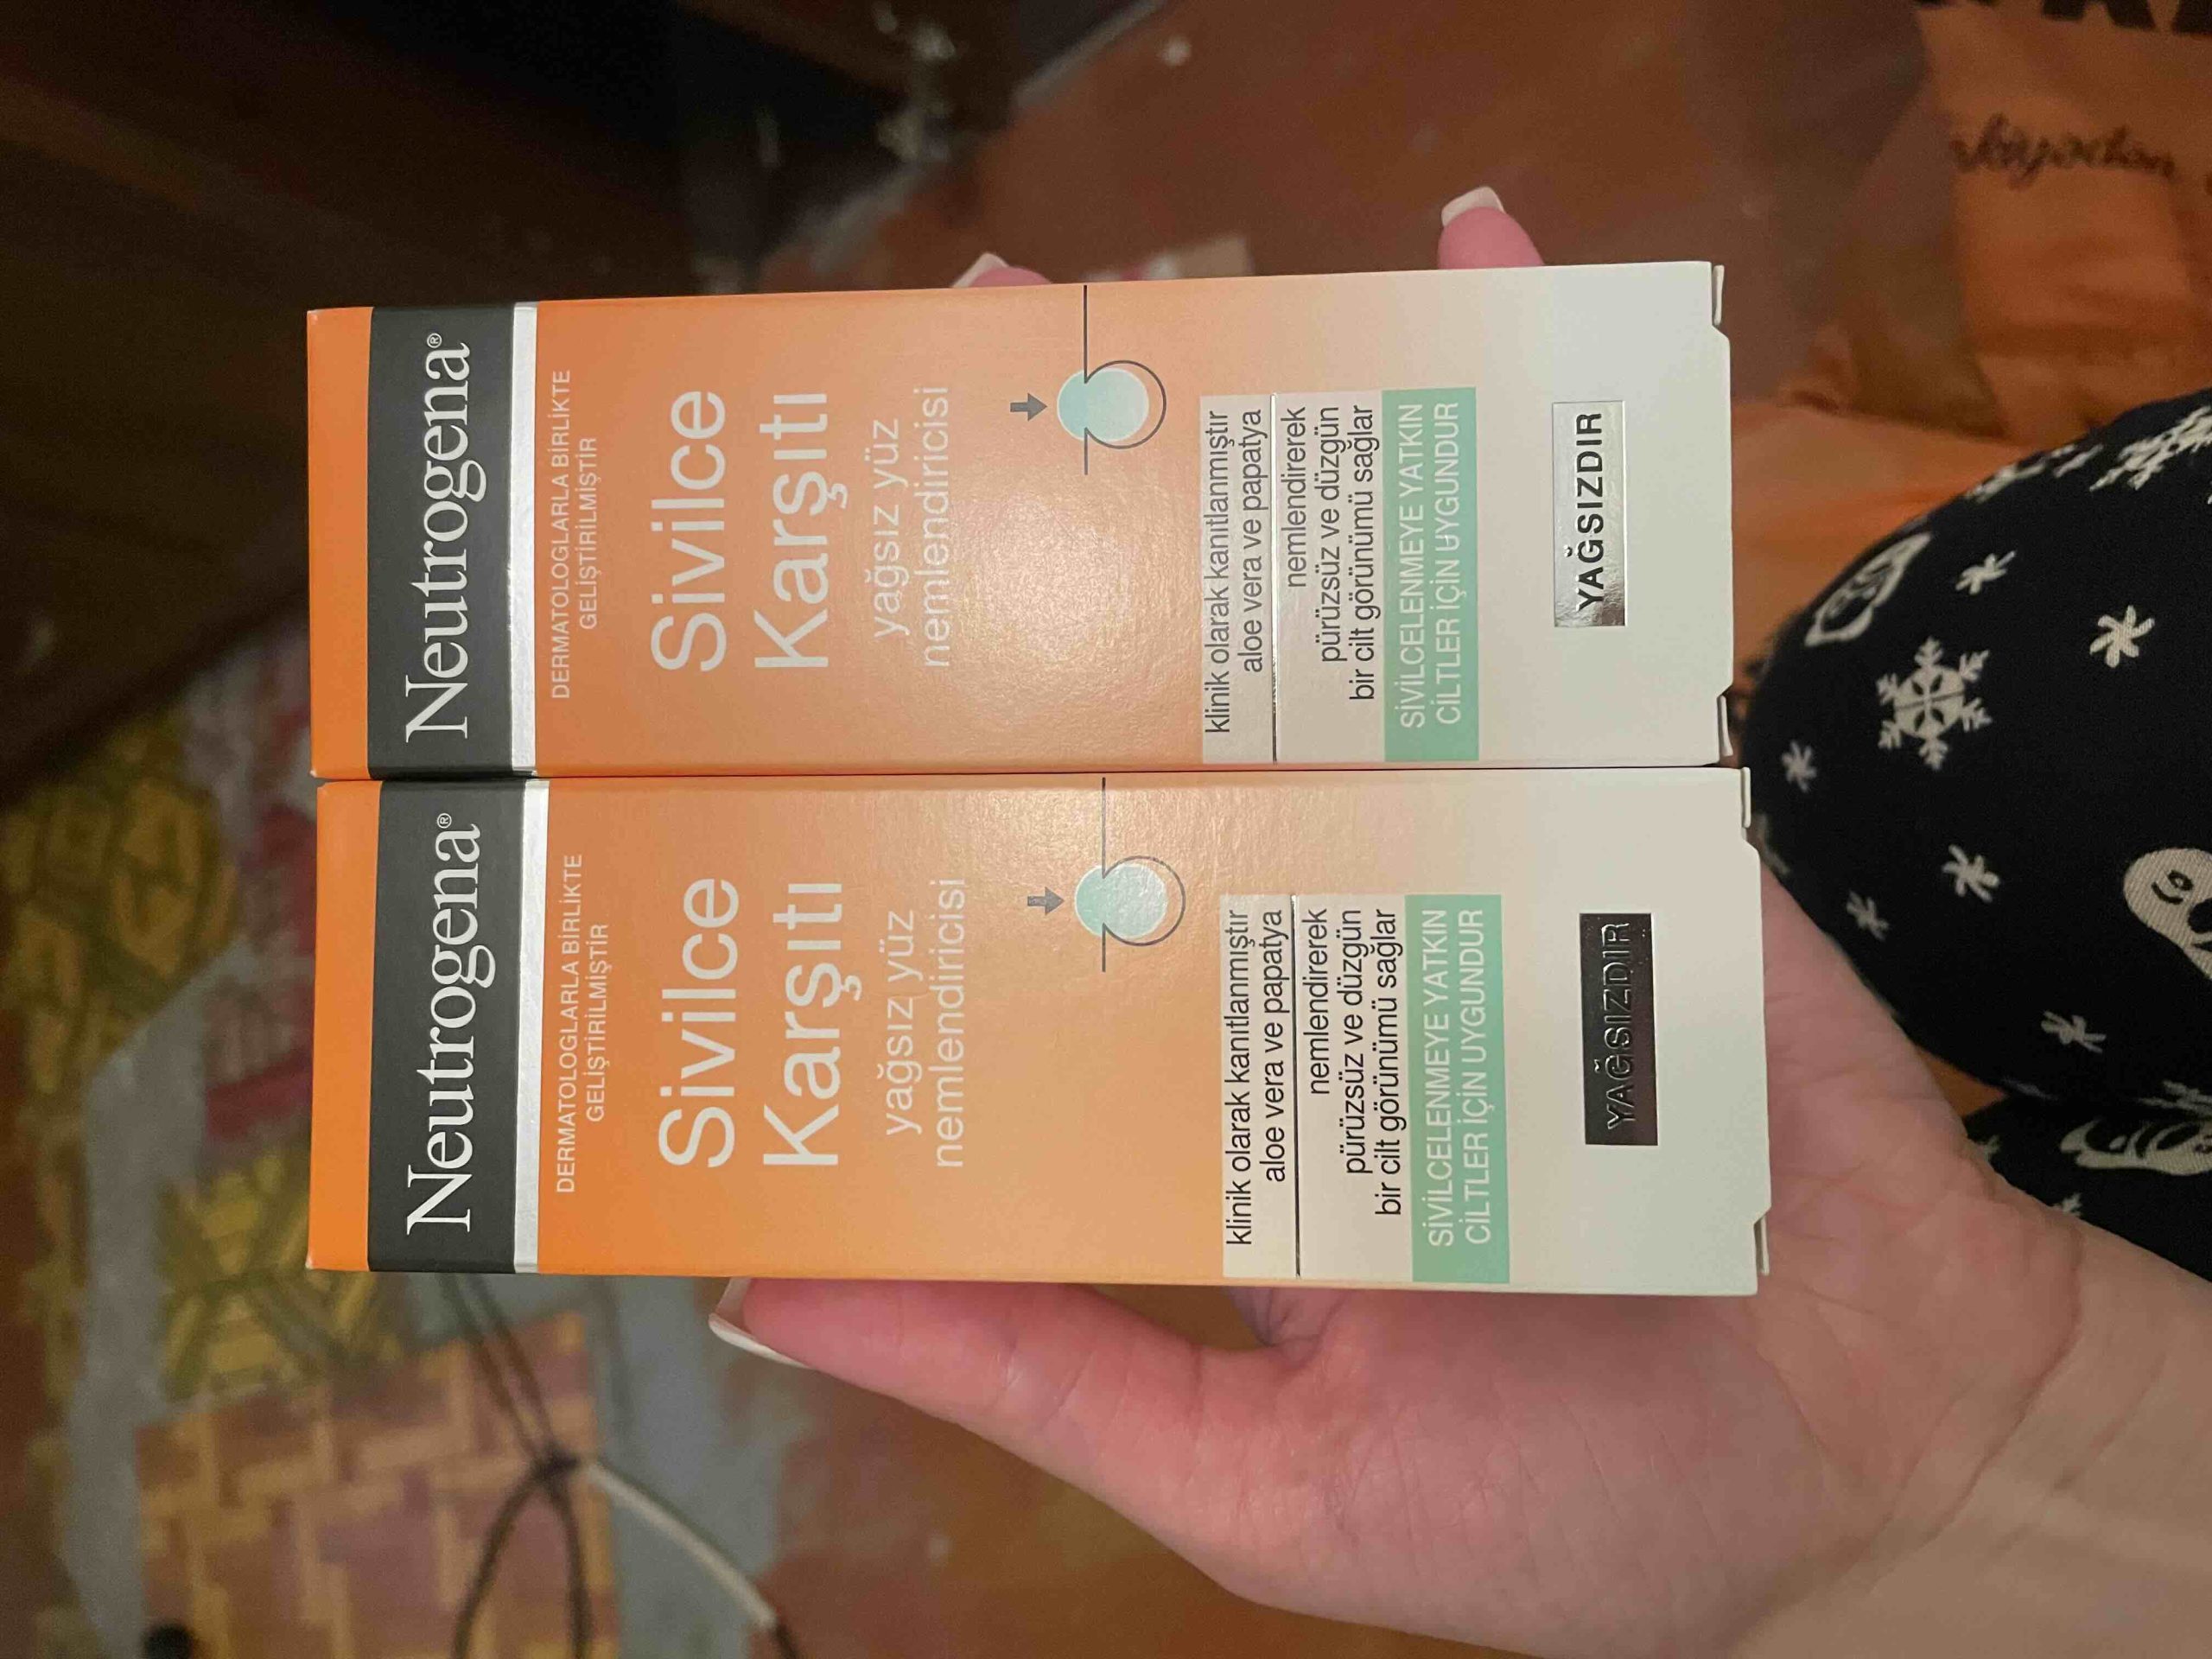 Neutrogena®
DERMATOLOGLARLA BİRLİKTE
GELİŞTİRİLMİŞTİR
Sivilce
Karşıtı
yağsız yüz
nemlendiricisi
klinik olarak kanıtlanmıştır
aloe vera ve papatya
nemlendirerek
pürüzsüz ve düzgün
bir cilt görünümü sağlar
SİVİLCELENMEYE YATKIN
CİLTLER İÇİN UYGUNDUR
YAĞSIZDIR
Neutrogena®
DERMATOLOGLARLA BİRLİKTE
GELİŞTİRİLMİŞTİR
Sivilce
Karşıtı
yağsız yüz
nemlendiricisi
klinik olarak kanıtlanmıştır
aloe vera ve papatya
nemlendirerek
pürüzsüz ve düzgün
bir cilt görünümü sağlar
SİVİLCELENMEYE YATKIN
CİLTLER İÇİN UYGUNDUR
YAĞSIZDIR